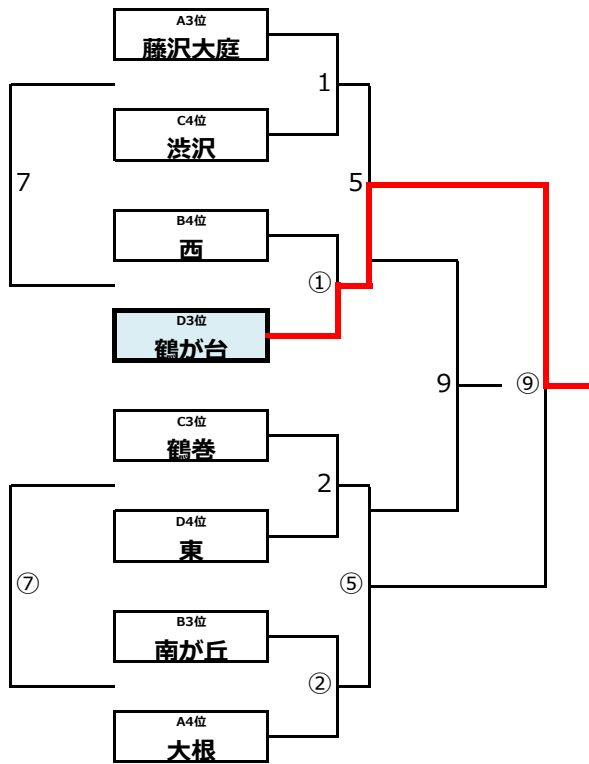 A3位
藤沢大庭
1
C4位
渋沢
7
5
B4位
西
①
D3位
鶴が台
9
⑨
C3位
鶴巻
2
D4位
東
⑦
⑤
B3位
南が丘
②
A4位
大根